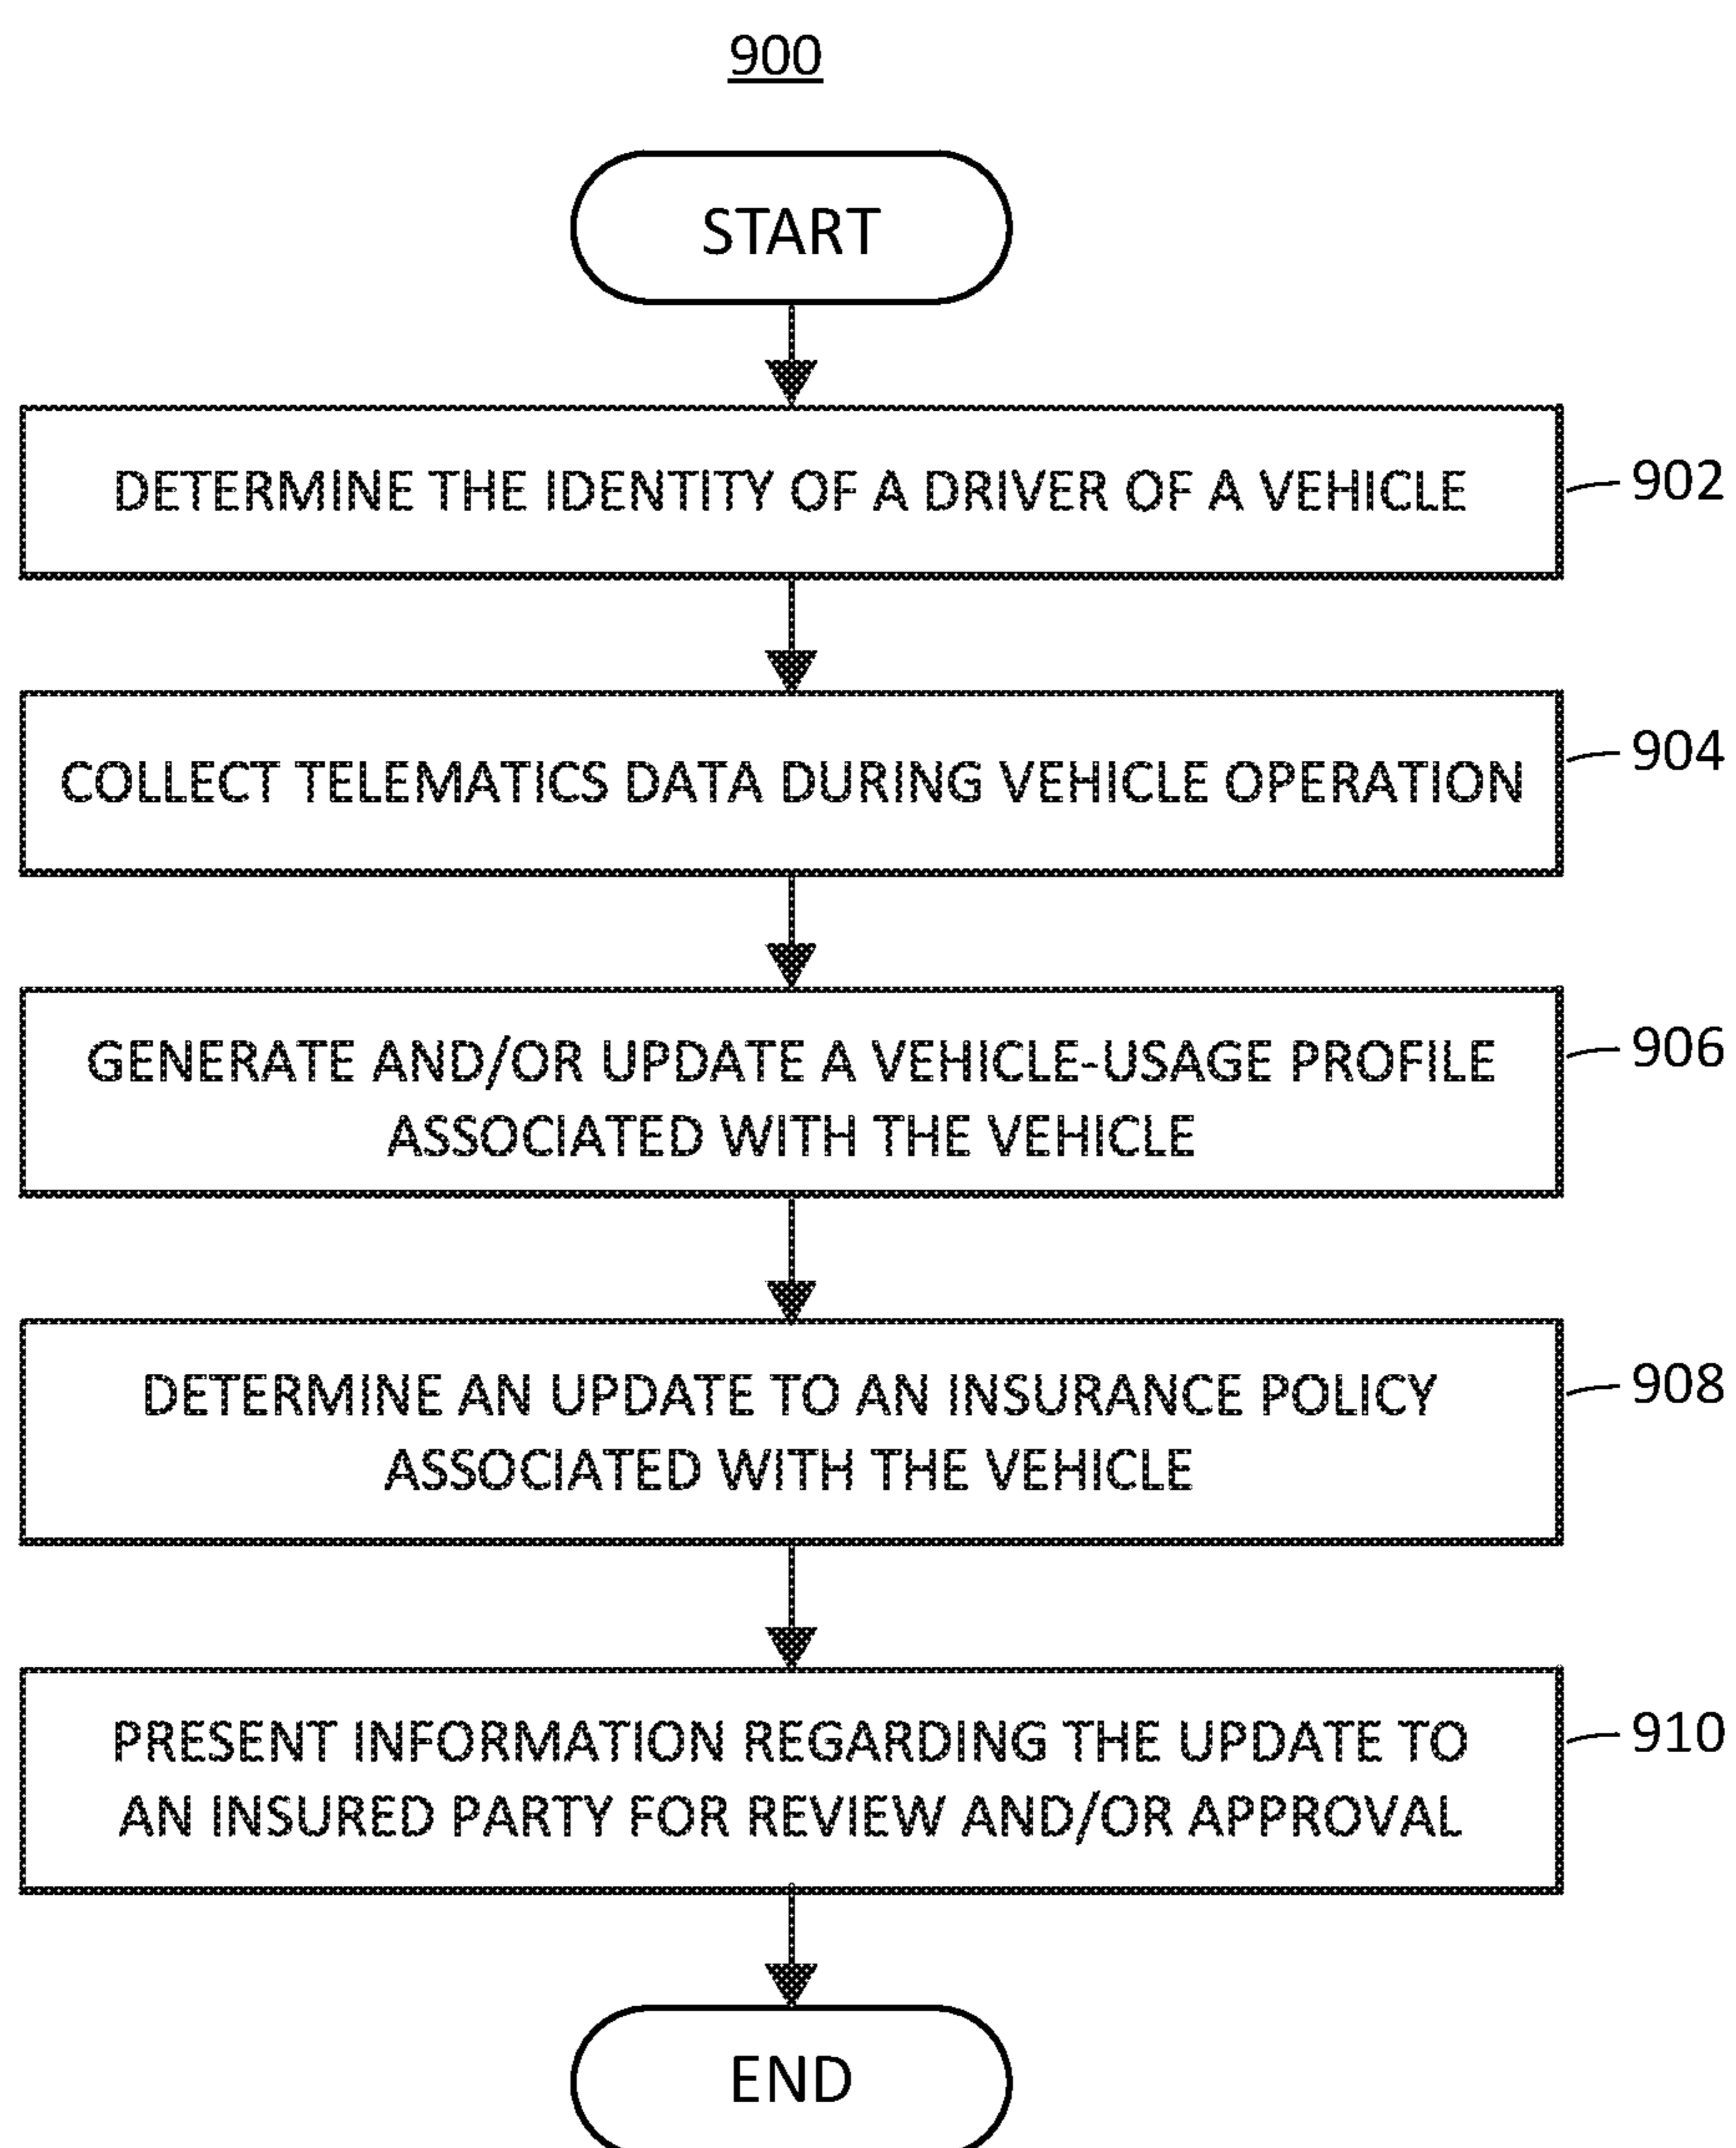 900
START
DETERMINE THE IDENTITY OF A DRIVER OF A VEHICLE
902
COLLECT TELEMATICS DATA DURING VEHICLE OPERATION
904
GENERATE AND/OR UPDATE A VEHICLE-USAGE PROFILE
ASSOCIATED WITH THE VEHICLE
906
DETERMINE AN UPDATE TO AN INSURANCE POLICY
ASSOCIATED WITH THE VEHICLE
908
PRESENT INFORMATION REGARDING THE UPDATE TO
AN INSURED PARTY FOR REVIEW AND/OR APPROVAL
910
END